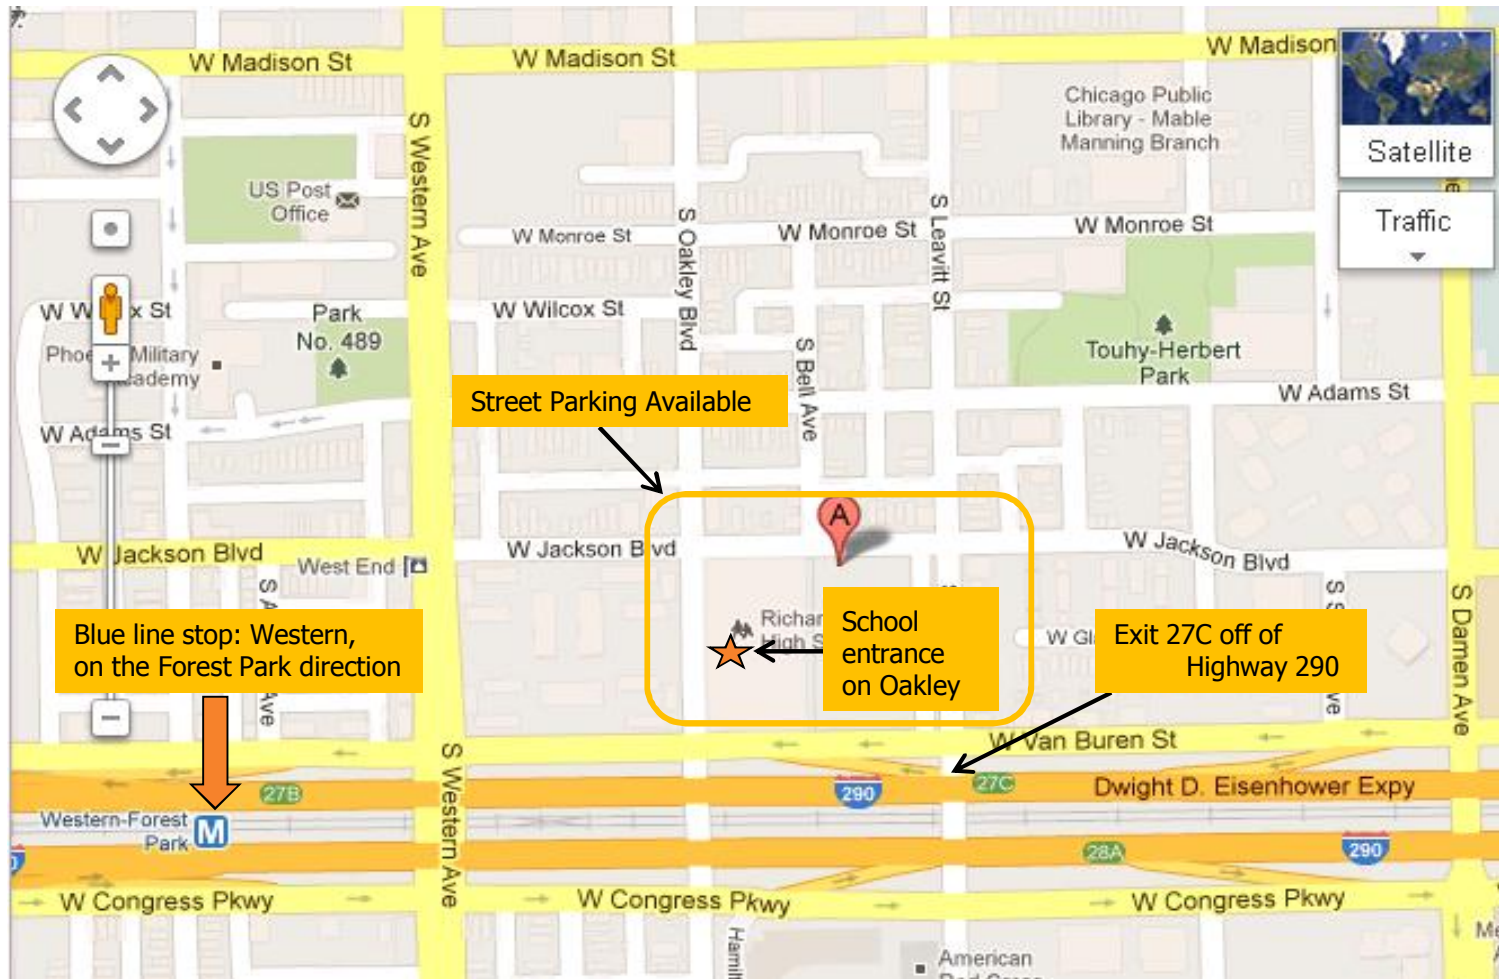 W Madison St
W Madison St
W Madison
Chicago Public
Library - Mable
Manning Branch
Satellite
Traffic
US Post
Office
S Western Ave
S Oakley Blvd
S Leavitt St
W Monroe St
W Monroe St
W Monroe St
W Wilcox St
Park
No. 489
Military
S Bell Ave
Touhy-Herbert
Park
W Adams St
W Adams St
Street Parking Available
A
W Jackson Blvd
West End
W Jackson Blvd
W Jackson Blvd
S Damen Ave
Blue line stop: Western,
on the Forest Park direction
School
entrance
on Oakley
Exit 27C off of
Highway 290
W Van Buren St
S Western Ave
27B
290
27C
Dwight D. Eisenhower Expy
Western-Forest
Park
M
28A
290
W Congress Pkwy
W Congress Pkwy
W Congress Pkwy
American